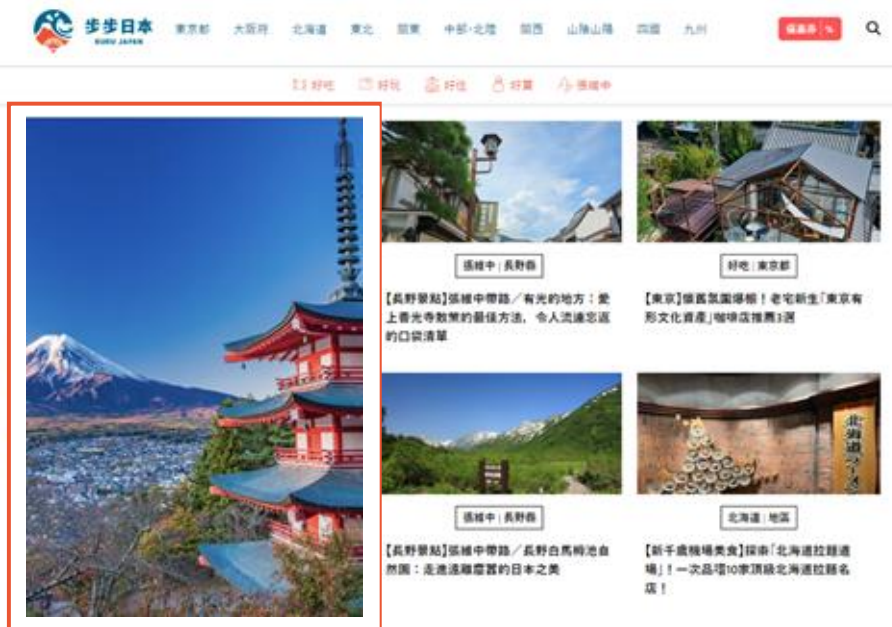 步步日本
BUBU JAPAN
東京都 大阪府 北海道 東北 關東 中部·北陸 關西 山陰山陽 四國 九州
優惠券 %
好吃 好玩 好住 好買 張維中
張維中 | 長野縣
【長野景點】張維中帶路／有光的地方：愛
上善光寺散策的最佳方法，令人流連忘返
的口袋清單
好吃 | 東京都
【東京】懷舊氛圍爆棚！老宅新生「東京有
形文化資產」咖啡店推薦3選
張維中 | 長野縣
【長野景點】張維中帶路／長野白馬栂池自
然園：走進遠離塵囂的日本之美
北海道 | 地區
【新千歲機場美食】探索「北海道拉麵道
場」！一次品嚐10家頂級北海道拉麵名
店！
北海道ラーメン